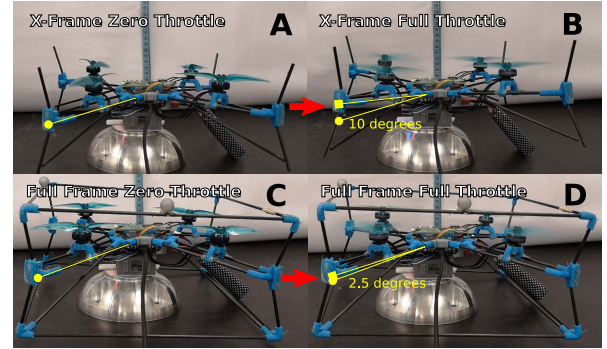 X-Frame Zero Throttle
A
X-Frame Full Throttle
B
10 degrees
Full Frame Zero Throttle
C
Full Frame Full Throttle
D
2.5 degrees